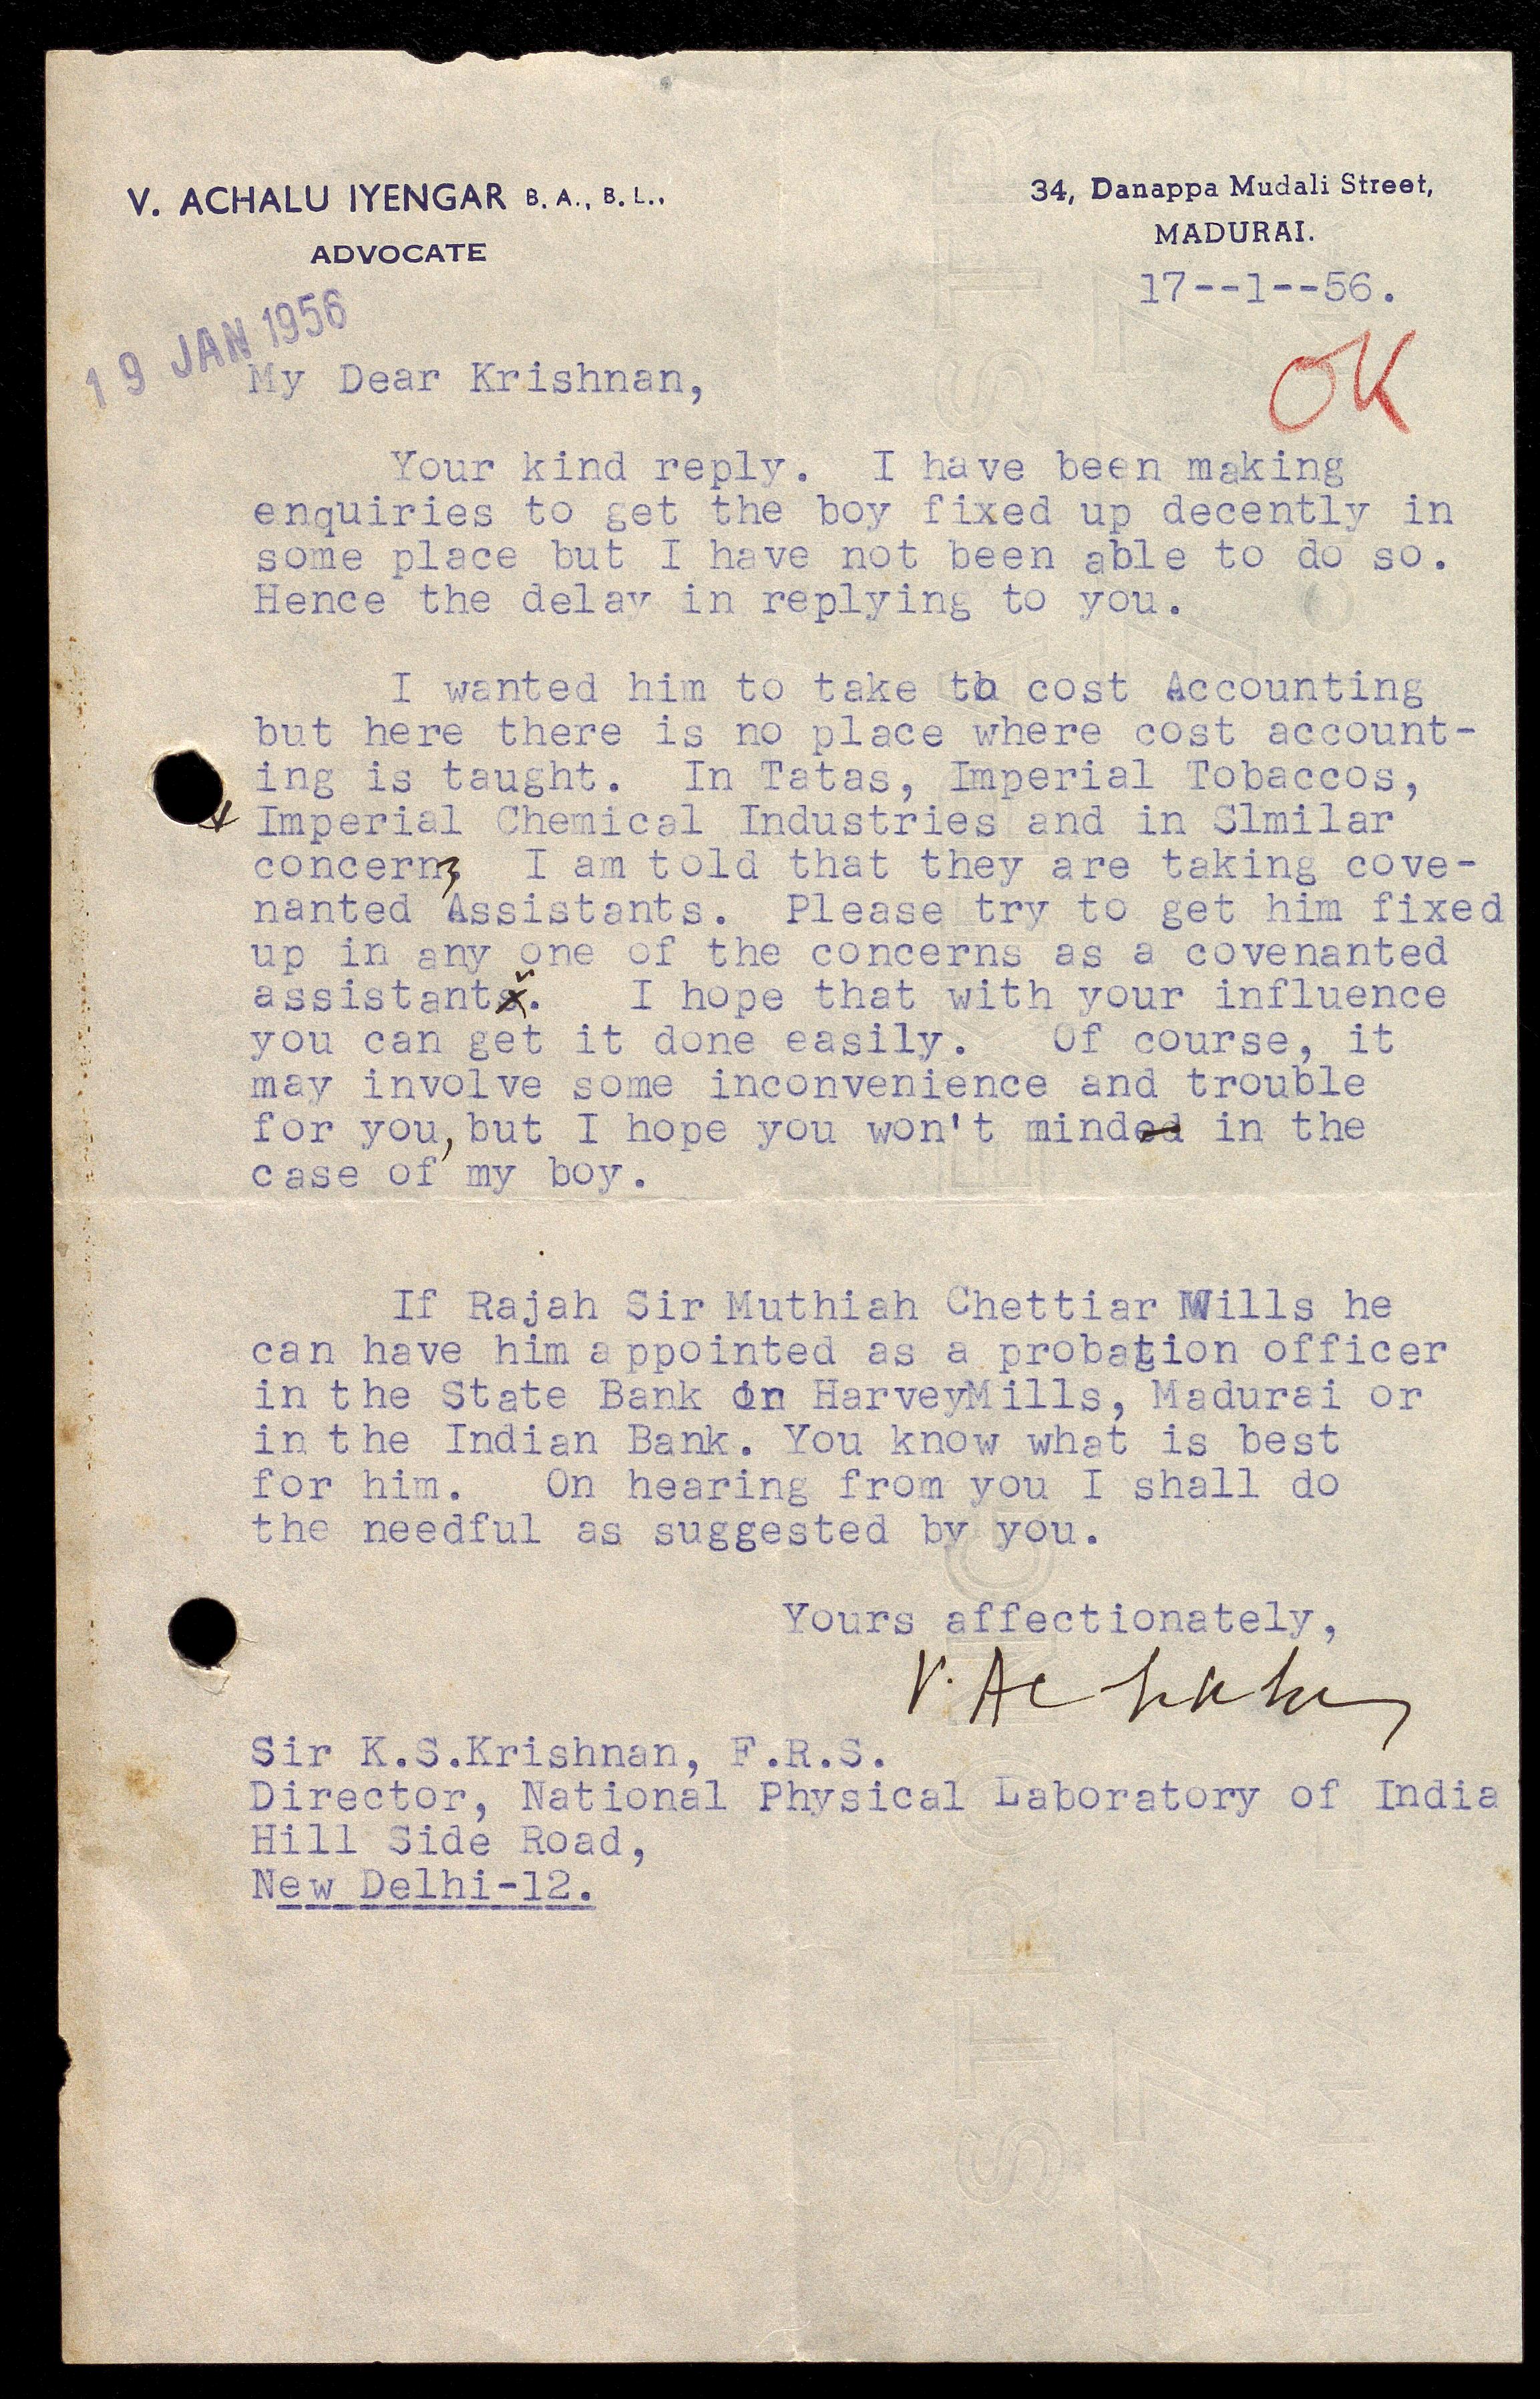 V. ACHALU IYENGAR B. A., B. L.,
ADVOCATE
34, Danappa Mudali Street,
MADURAI.
17--1--56.
19 JAN 1956
OK
My Dear Krishnan,
Your kind reply. I have been making
enquiries to get the boy fixed up decently in
some place but I have not been able to do so.
Hence the delay in replying to you.
I wanted him to take to cost Accounting
but here there is no place where cost account-
ing is taught. In Tatas, Imperial Tobaccos,
Imperial Chemical Industries and in Slmilar
concerns I am told that they are taking cove-
nanted Assistants. Please try to get him fixed
up in any one of the concerns as a covenanted
assistant. I hope that with your influence
you can get it done easily. Of course, it
may involve some inconvenience and trouble
for you, but I hope you won't mind in the
case of my boy.
If Rajah Sir Muthiah Chettiar Wills he
can have him appointed as a probation officer
in the State Bank or HarveyMills, Madurai or
in the Indian Bank. You know what is best
for him. On hearing from you I shall do
the needful as suggested by you.
Yours affectionately,
V. Achalu
Sir K.S.Krishnan, F.R.S.
Director, National Physical Laboratory of India
Hill Side Road,
New Delhi-12.